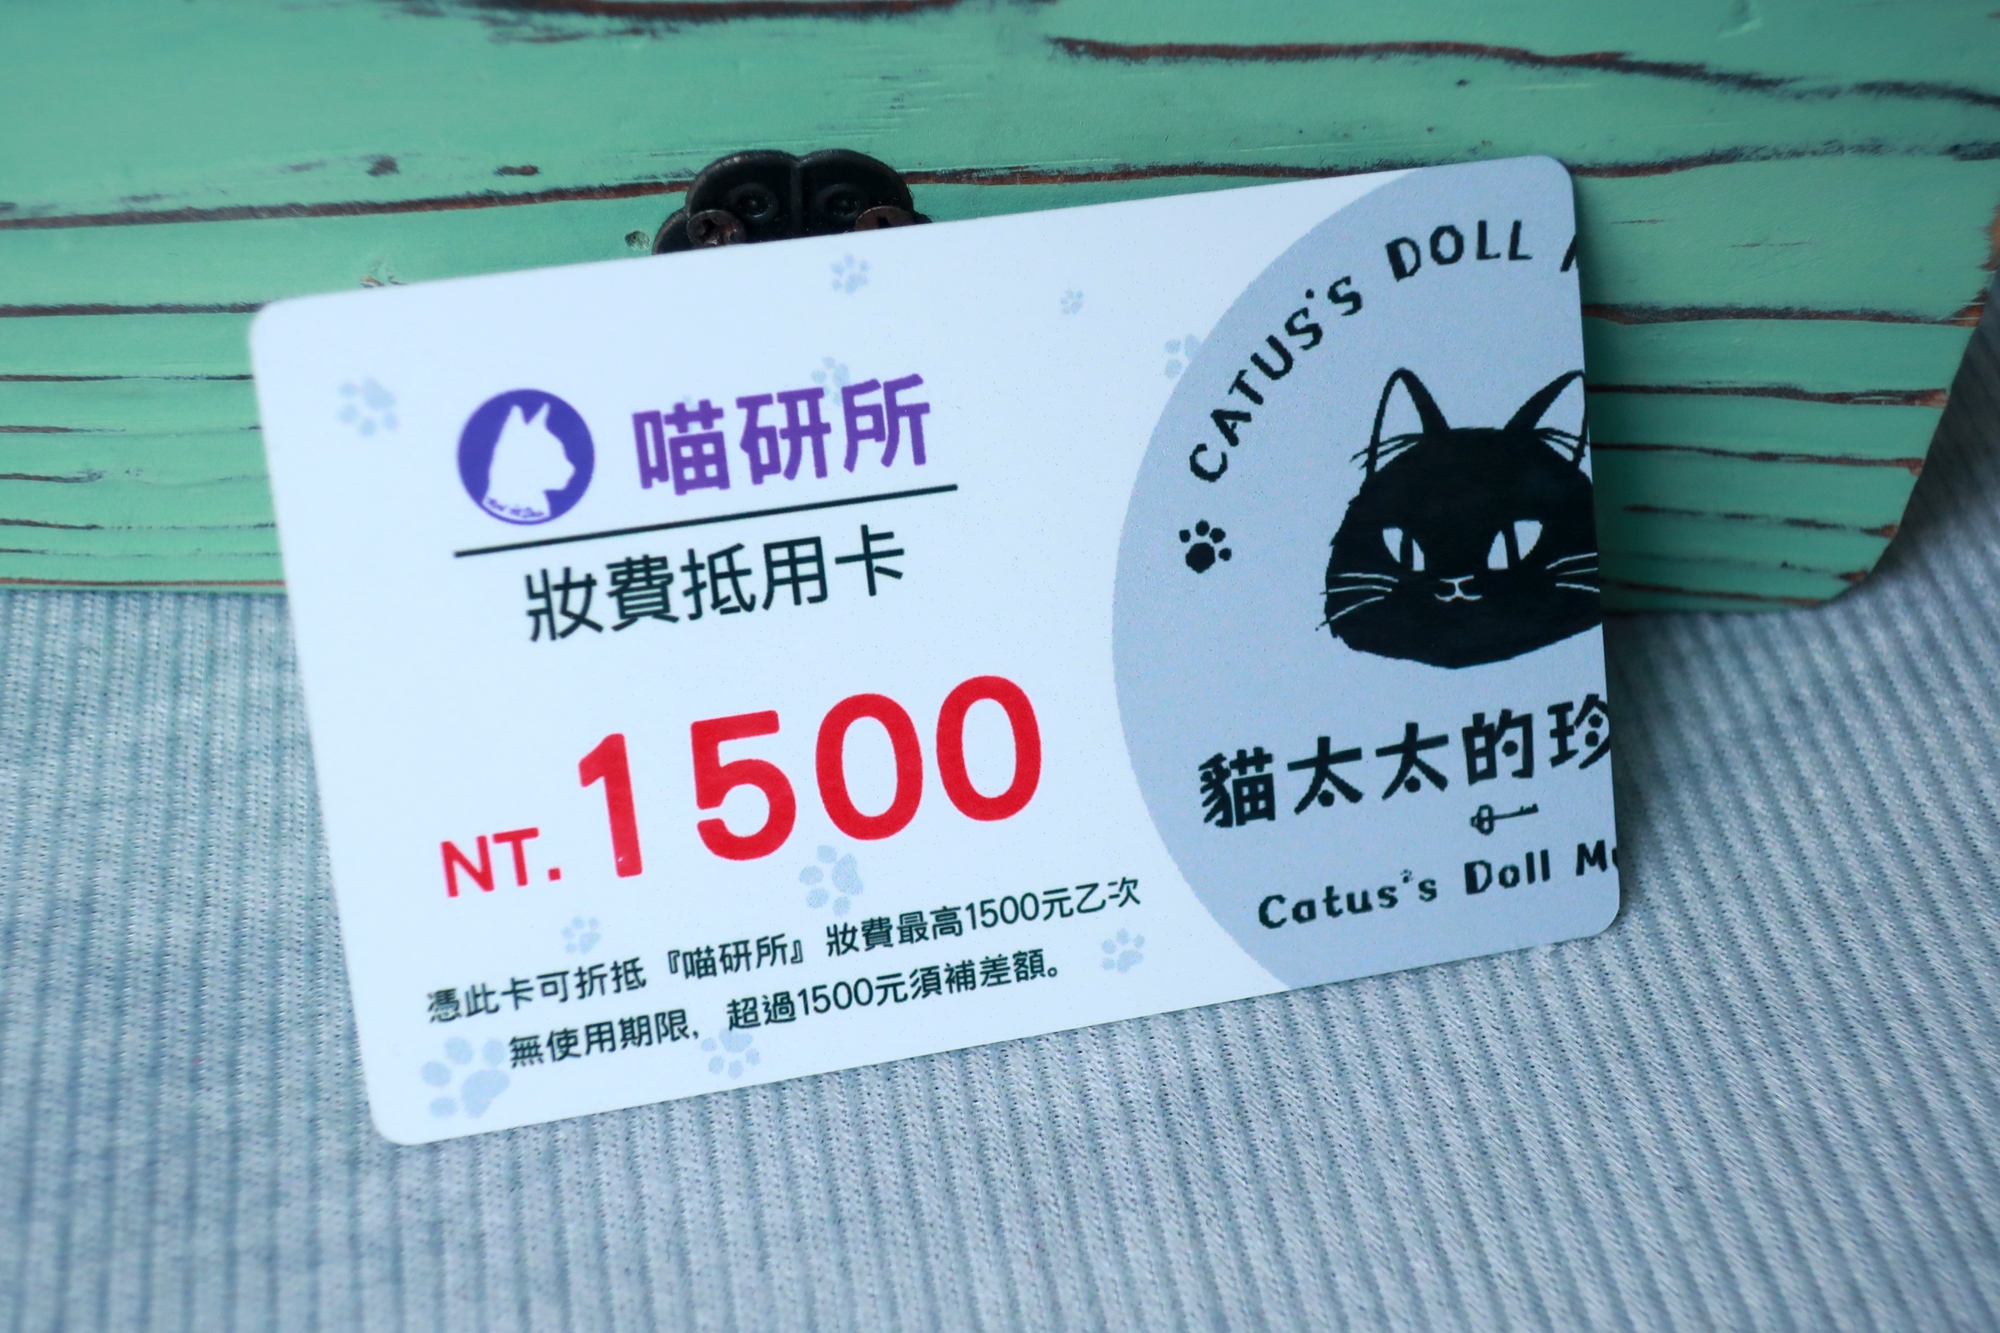 喵研所
妝費抵用卡
NT.1500
憑此卡可折抵『喵研所』妝費最高1500元乙次
無使用期限，超過1500元須補差額。
CATUS'S DOLL
貓太太的珍
Catus's Doll M